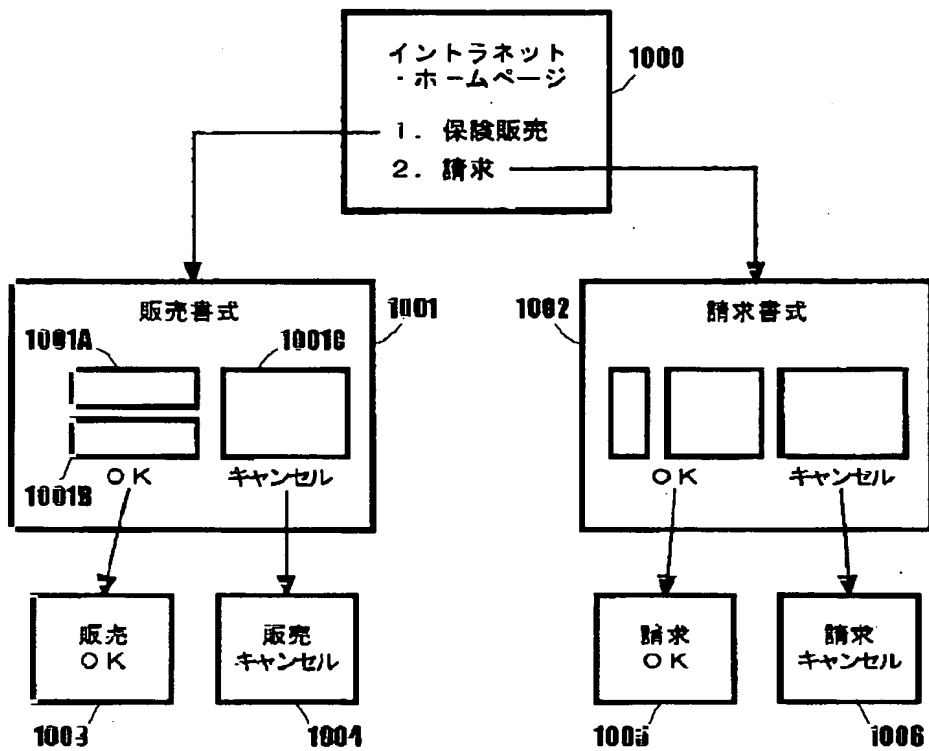 イントラネット
・ホームページ
1000
1. 保険販売
2. 請求
販売書式
1001
1001A
1001C
1001B
OK
キャンセル
1002
請求書式
OK
キャンセル
販売
OK
1003
販売
キャンセル
1004
請求
OK
1005
請求
キャンセル
1006